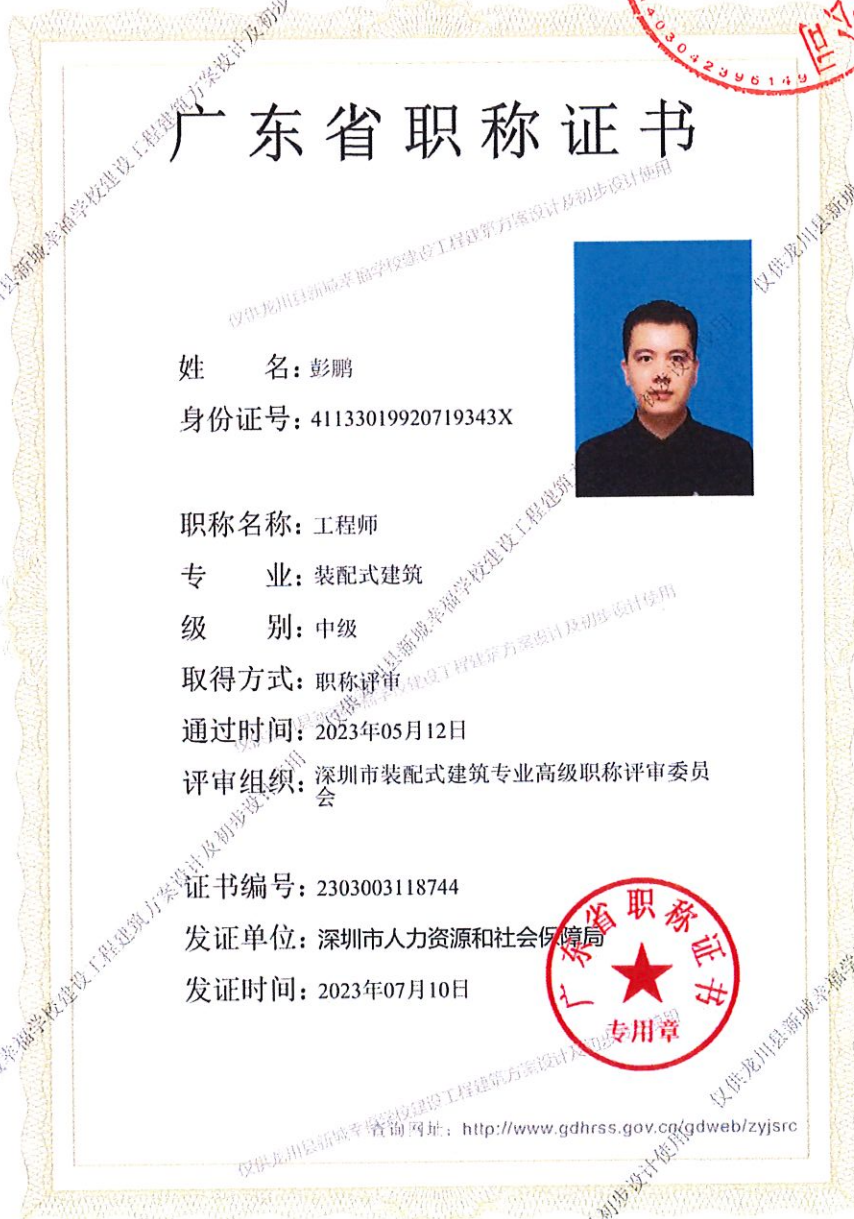 4403042396149
司公
广东省职称证书
仅供龙川县新城幸福学校建设工程建筑方案设计及初步设计使用
姓 名：彭鹏
身份证号：41133019920719343X
职称名称：工程师
专 业：装配式建筑
级 别：中级
取得方式：职称评审
通过时间：2023年05月12日
评审组织：深圳市装配式建筑专业高级职称评审委员
会
证书编号：2303003118744
发证单位：深圳市人力资源和社会保障局
发证时间：2023年07月10日
广东省职称证书
专用章
查询网址：http://www.gdhrss.gov.cn/gdweb/zyjsrc